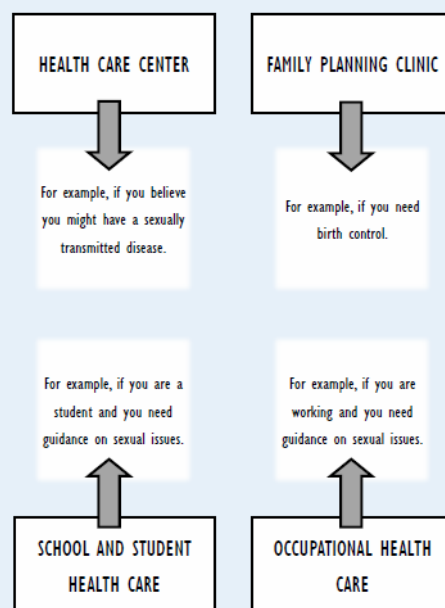 HEALTH CARE CENTER
FAMILY PLANNING CLINIC
For example, if you believe
you might have a sexually
transmitted disease.
For example, if you need
birth control.
For example, if you are a
student and you need
guidance on sexual issues.
For example, if you are
working and you need
guidance on sexual issues.
SCHOOL AND STUDENT
HEALTH CARE
OCCUPATIONAL HEALTH
CARE